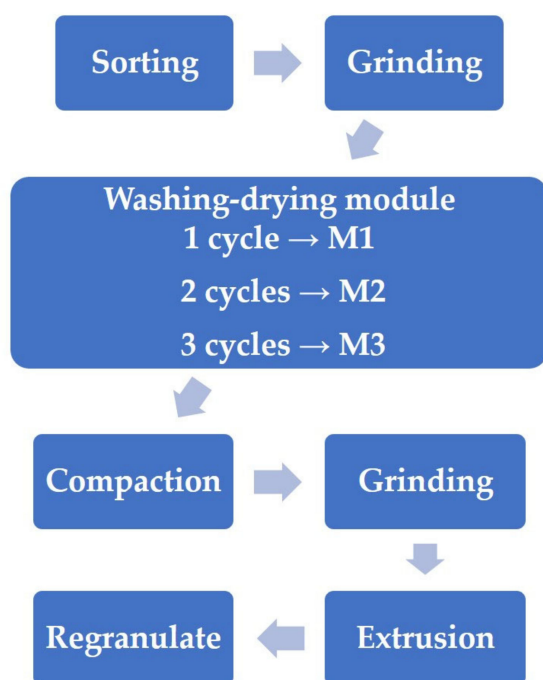 Sorting
Grinding
Washing-drying module
1 cycle → M1
2 cycles → M2
3 cycles → M3
Compaction
Grinding
Extrusion
Regranulate